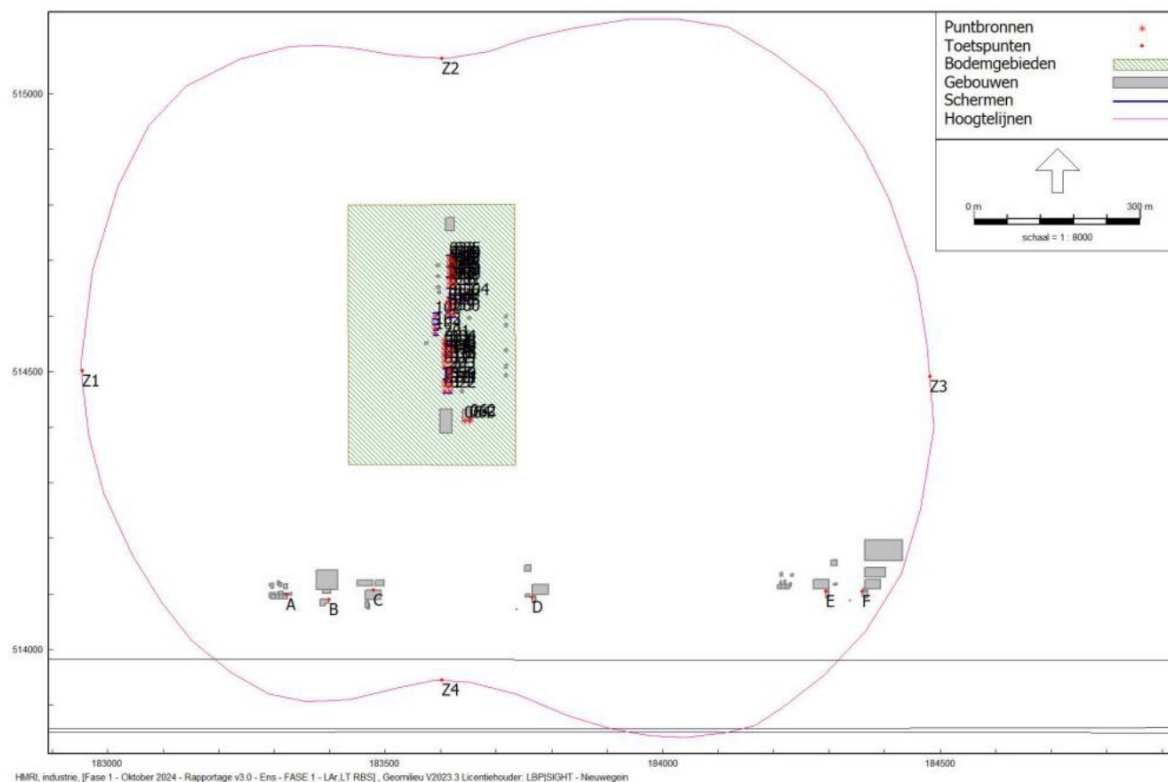 Puntbronnen
Toetspunten
Bodemgebieden
Gebouwen
Schermen
Hoogtelijnen
0 m 300 m
schaal = 1 : 8000
Z2
515000
514500
Z1
Z3
062
A
B
C
D
E
F
514000
Z4
183000 183500 184000 184500
HMRI, industrie, [Fase 1 - Oktober 2024 - Rapportage v3.0 - Ens - FASE 1 - LAr,LT RBS] , Geomilieu V2023.3 Licentiehouder: LBP|SIGHT - Nieuwegein